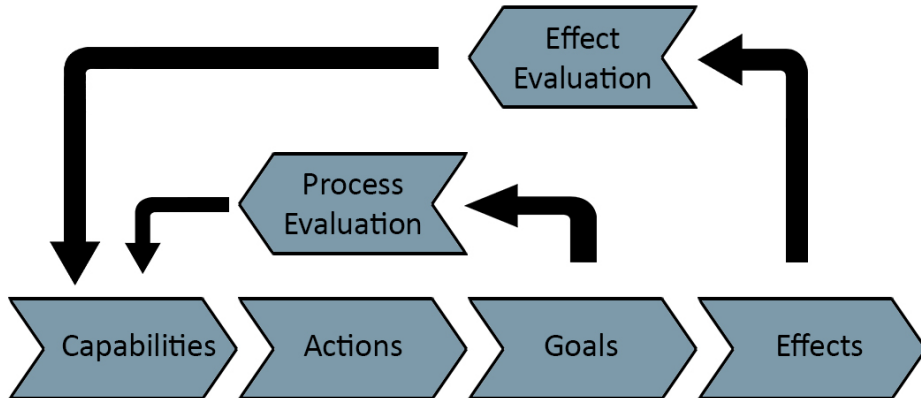 Effect
Evaluation
Process
Evaluation
Capabilities
Actions
Goals
Effects